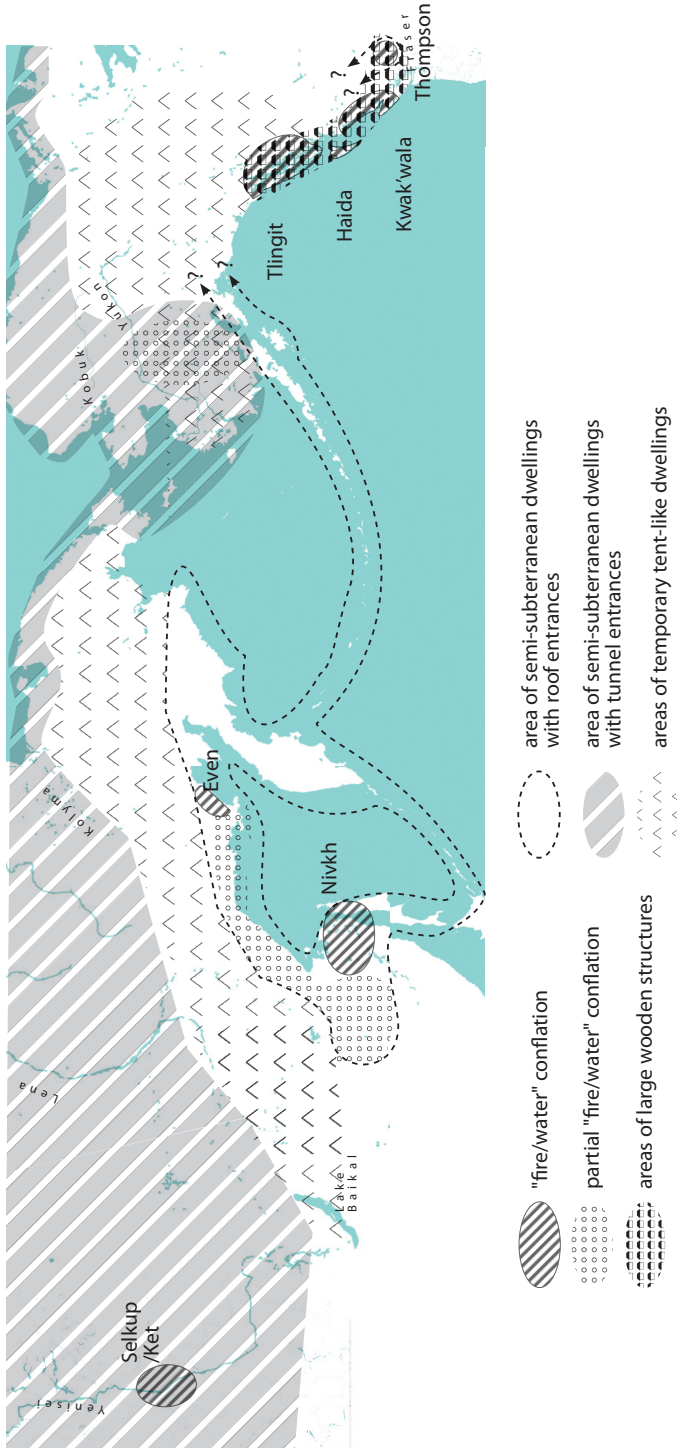 Yenisei
Selkup
/Ket
Lena
Lake
Baikal
Kolyma
Even
Nivkh
Kobuk
Yukon
?
?
Tlingit
Haida
Kwak'wala
?
?
Fraser
Thompson
"fire/water" conflation
partial "fire/water" conflation
areas of large wooden structures
area of semi-subterranean dwellings
with roof entrances
area of semi-subterranean dwellings
with tunnel entrances
areas of temporary tent-like dwellings